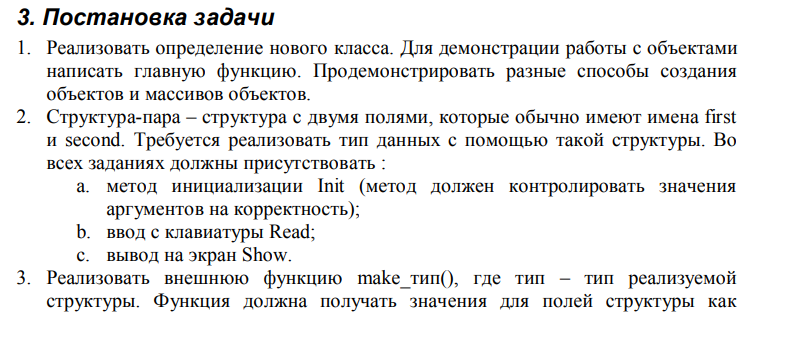 3. Постановка задачи
1. Реализовать определение нового класса. Для демонстрации работы с объектами
написать главную функцию. Продемонстрировать разные способы создания
объектов и массивов объектов.
2. Структура-пара – структура с двумя полями, которые обычно имеют имена first
и second. Требуется реализовать тип данных с помощью такой структуры. Во
всех заданиях должны присутствовать :
a. метод инициализации Init (метод должен контролировать значения
аргументов на корректность);
b. ввод с клавиатуры Read;
c. вывод на экран Show.
3. Реализовать внешнюю функцию make_тип(), где тип – тип реализуемой
структуры. Функция должна получать значения для полей структуры как